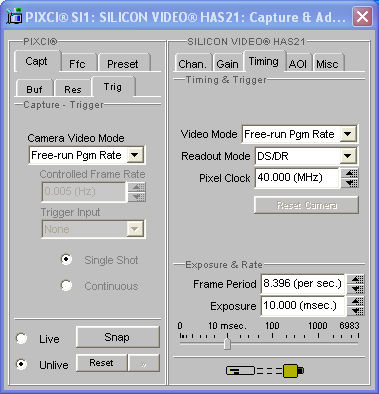 PIXCI® SI1: SILICON VIDEO® HAS21: Capture & Ad...
PIXCI®
Capt Ffc Preset
Buf Res Trig
Capture - Trigger
Camera Video Mode
Free-run Pgm Rate
Controlled Frame Rate
0.005 (Hz)
Trigger Input
None
Single Shot
Continuous
Live Snap
Unlive Reset »
SILICON VIDEO® HAS21
Chan. Gain Timing AOI Misc
Timing & Trigger
Video Mode Free-run Pgm Rate
Readout Mode DS/DR
Pixel Clock 40.000 (MHz)
Reset Camera
Exposure & Rate
Frame Period 8.396 (per sec.)
Exposure 10.000 (msec.)
0 10 msec. 100 1000 6983